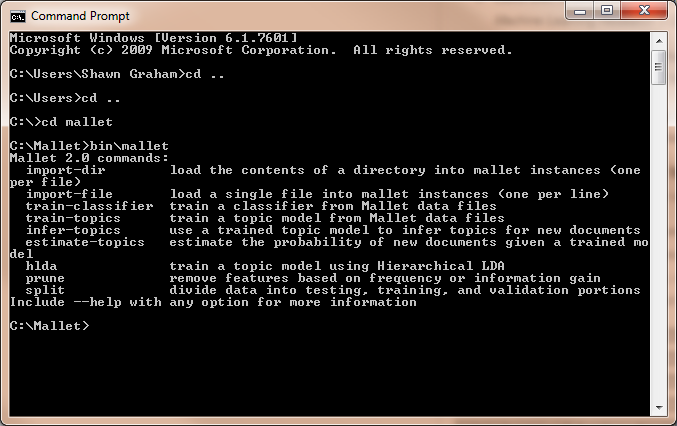 Command Prompt
Microsoft Windows [Version 6.1.7601]
Copyright (c) 2009 Microsoft Corporation.  All rights reserved.
C:\Users\Shawn Graham>cd ..
C:\Users>cd ..
C:\>cd mallet
C:\Mallet>bin\mallet
Mallet 2.0 commands:
  import-dir        load the contents of a directory into mallet instances (one
per file)
  import-file       load a single file into mallet instances (one per line)
  train-classifier  train a classifier from Mallet data files
  train-topics      train a topic model from Mallet data files
  infer-topics      use a trained topic model to infer topics for new documents
  estimate-topics   estimate the probability of new documents given a trained mo
del
  hlda              train a topic model using Hierarchical LDA
  prune             remove features based on frequency or information gain
  split             divide data into testing, training, and validation portions
Include --help with any option for more information
C:\Mallet>